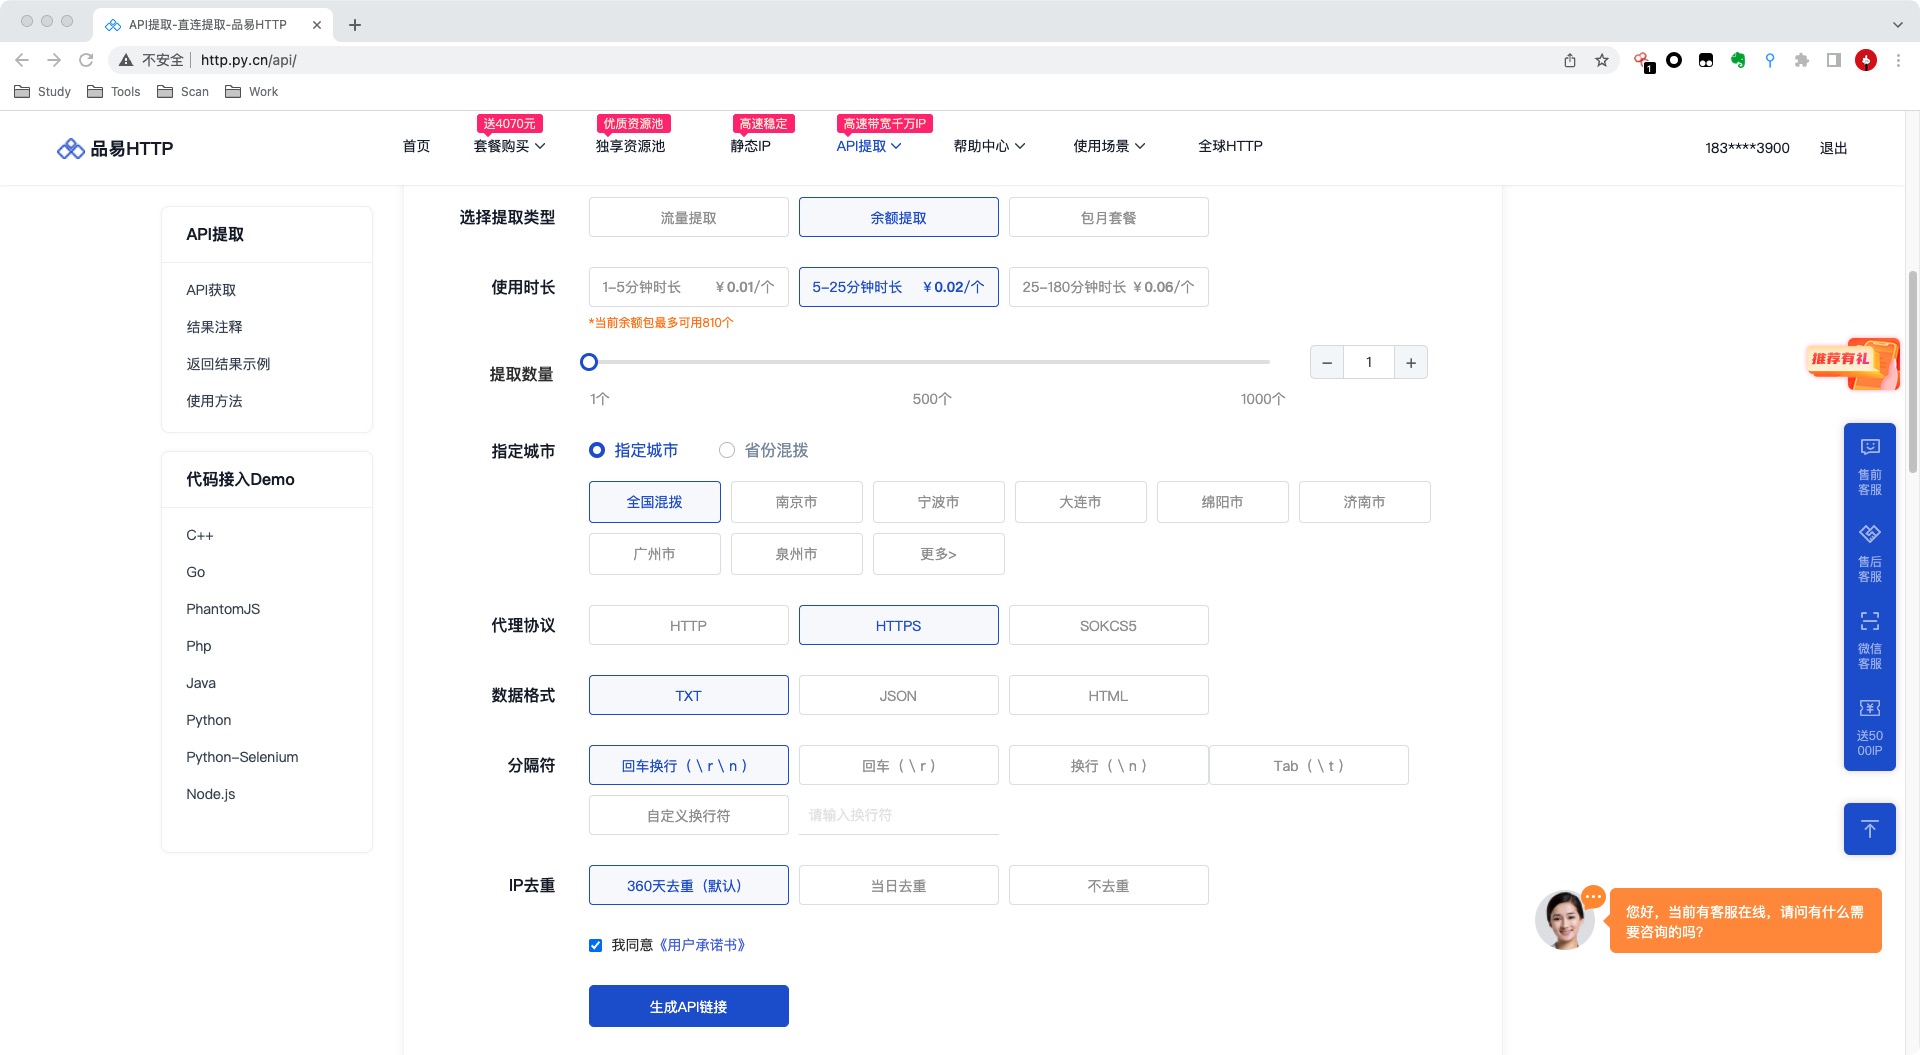 API提取-直连提取-品易HTTP
不安全 http.py.cn/api/
1
Study Tools Scan Work
送4070元 优质资源池 高速稳定 高速带宽千万IP
品易HTTP 首页 套餐购买 独享资源池 静态IP API提取 帮助中心 使用场景 全球HTTP 183****3900 退出
API提取
API获取
结果注释
返回结果示例
使用方法
代码接入Demo
C++
Go
PhantomJS
Php
Java
Python
Python-Selenium
Node.js
选择提取类型 流量提取 余额提取 包月套餐
使用时长 1-5分钟时长 ¥0.01/个 5-25分钟时长 ¥0.02/个 25-180分钟时长 ¥0.06/个
*当前余额包最多可用810个
提取数量 − 1 +
1个 500个 1000个
指定城市 指定城市 省份混拨
全国混拨 南京市 宁波市 大连市 绵阳市 济南市
广州市 泉州市 更多>
代理协议 HTTP HTTPS SOKCS5
数据格式 TXT JSON HTML
分隔符 回车换行（\r\n） 回车（\r） 换行（\n） Tab（\t）
自定义换行符 请输入换行符
IP去重 360天去重（默认） 当日去重 不去重
我同意《用户承诺书》
生成API链接
推荐有礼
售前
客服
售后
客服
微信
客服
送50
00IP
您好，当前有客服在线，请问有什么需
要咨询的吗?